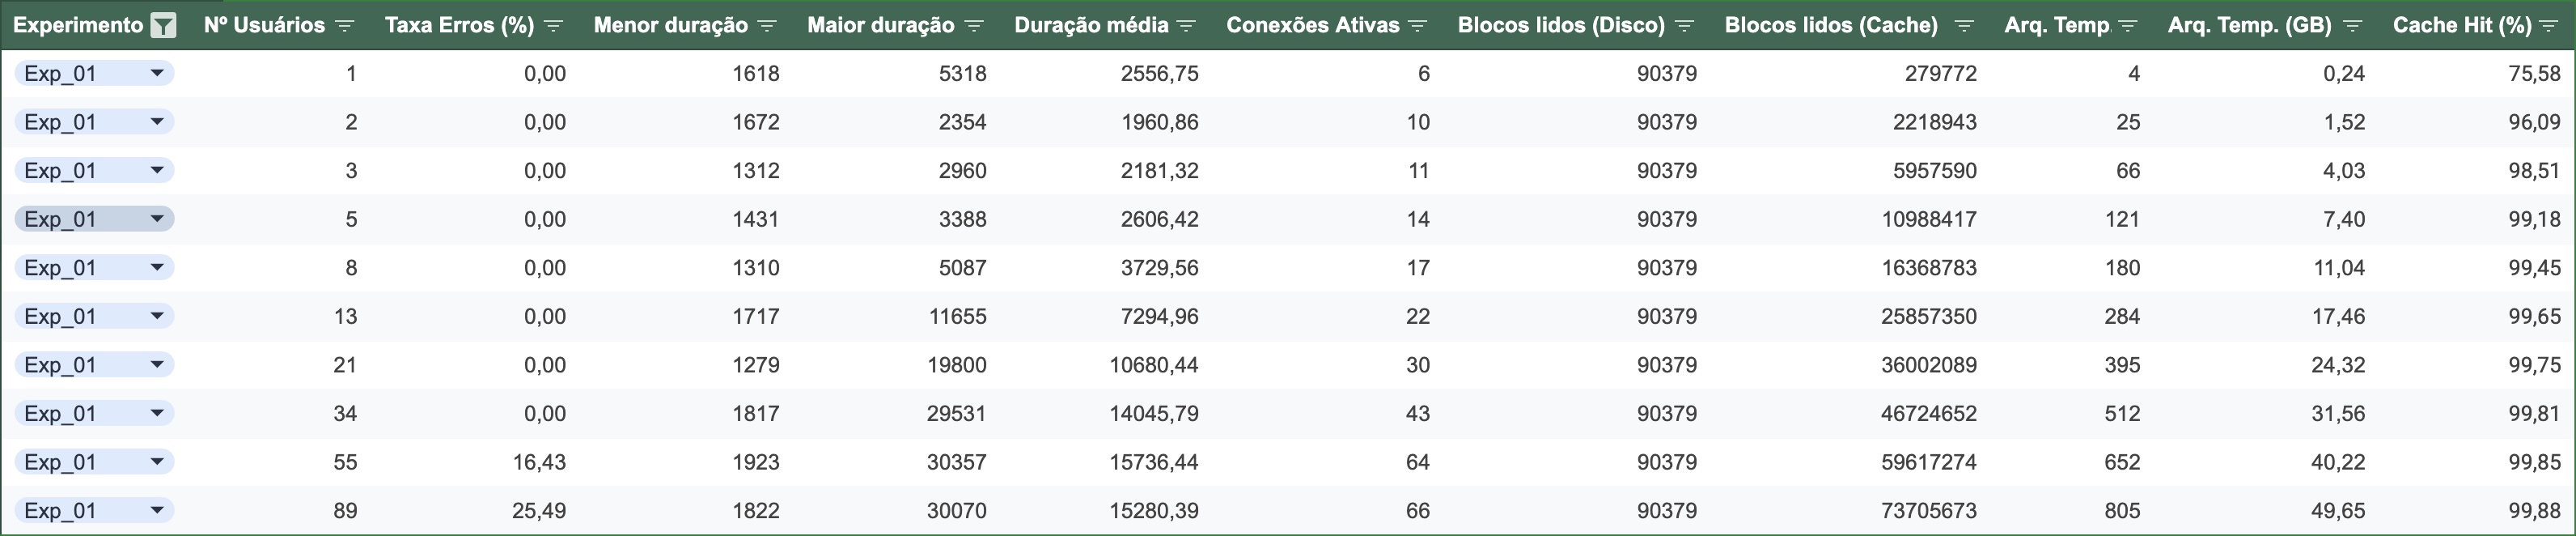 Experimento Nº Usuários Taxa Erros (%) Menor duração Maior duração Duração média Conexões Ativas Blocos lidos (Disco) Blocos lidos (Cache) Arq. Temp. Arq. Temp. (GB) Cache Hit (%)
Exp_01 1 0,00 1618 5318 2556,75 6 90379 279772 4 0,24 75,58
Exp_01 2 0,00 1672 2354 1960,86 10 90379 2218943 25 1,52 96,09
Exp_01 3 0,00 1312 2960 2181,32 11 90379 5957590 66 4,03 98,51
Exp_01 5 0,00 1431 3388 2606,42 14 90379 10988417 121 7,40 99,18
Exp_01 8 0,00 1310 5087 3729,56 17 90379 16368783 180 11,04 99,45
Exp_01 13 0,00 1717 11655 7294,96 22 90379 25857350 284 17,46 99,65
Exp_01 21 0,00 1279 19800 10680,44 30 90379 36002089 395 24,32 99,75
Exp_01 34 0,00 1817 29531 14045,79 43 90379 46724652 512 31,56 99,81
Exp_01 55 16,43 1923 30357 15736,44 64 90379 59617274 652 40,22 99,85
Exp_01 89 25,49 1822 30070 15280,39 66 90379 73705673 805 49,65 99,88